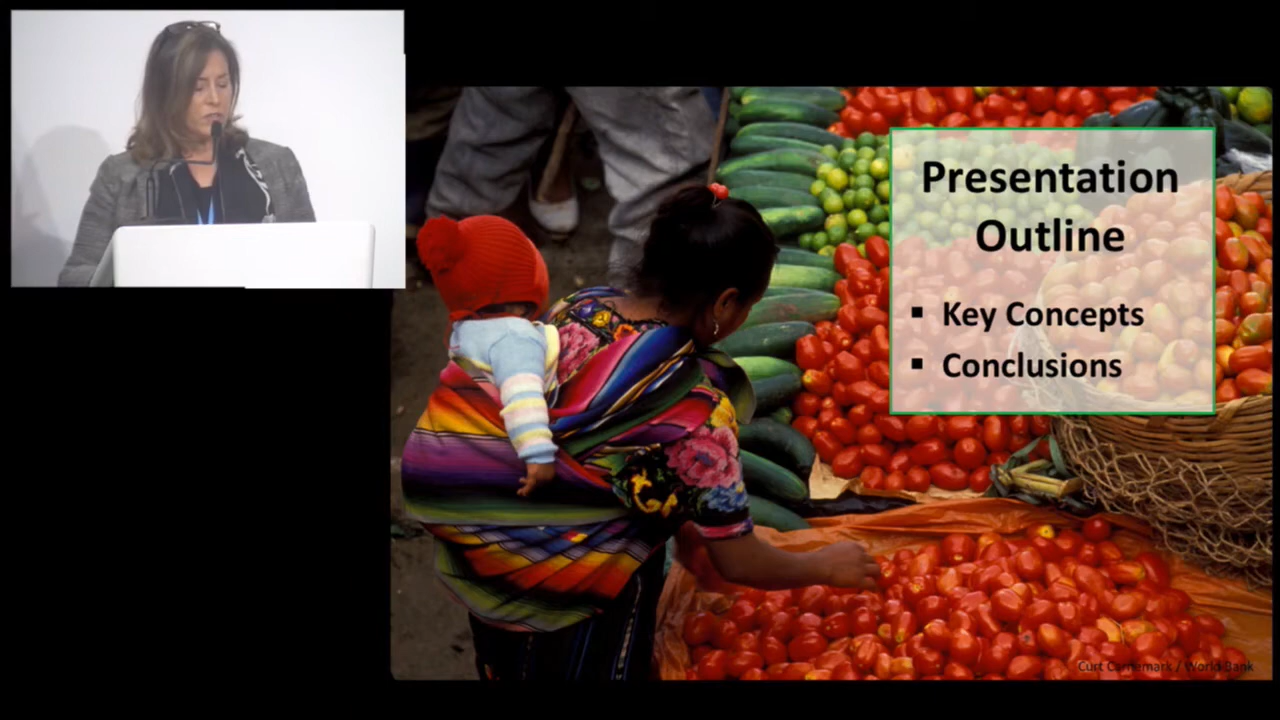 Presentation
Outline
▪ Key Concepts
▪ Conclusions
Curt Carnemark / World Bank